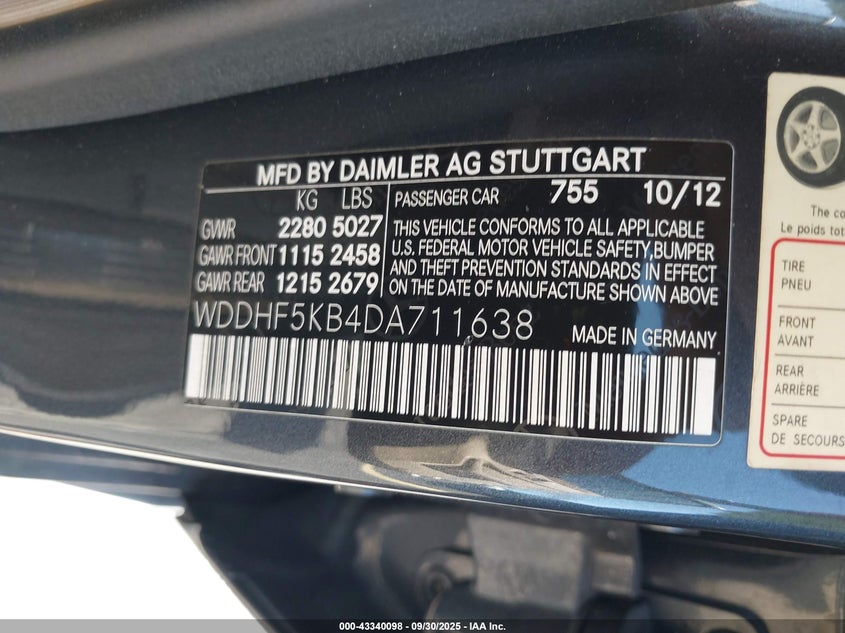 MFD BY DAIMLER AG STUTTGART
KG LBS
GVWR 2280 5027
GAWR FRONT 1115 2458
GAWR REAR 1215 2679
PASSENGER CAR 755 10/12
THIS VEHICLE CONFORMS TO ALL APPLICABLE
U.S. FEDERAL MOTOR VEHICLE SAFETY,BUMPER
AND THEFT PREVENTION STANDARDS IN EFFECT
ON THE DATE OF MANUFACTURE SHOWN ABOVE
WDDHF5KB4DA711638
MADE IN GERMANY
The co
Le poids tot
TIRE
PNEU
FRONT
AVANT
REAR
ARRIÈRE
SPARE
DE SECOURS
000-43340098 - 09/30/2025 - IAA Inc.